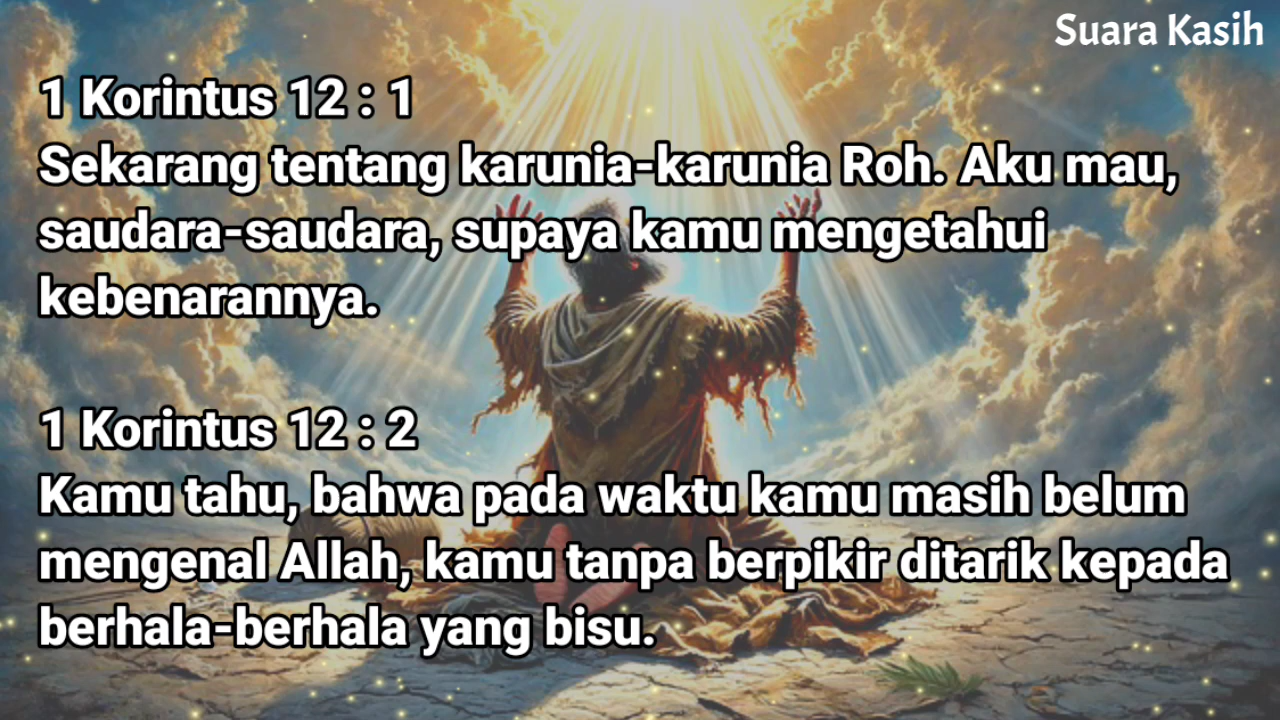 Suara Kasih
1 Korintus 12 : 1
Sekarang tentang karunia-karunia Roh. Aku mau,
saudara-saudara, supaya kamu mengetahui
kebenarannya.
1 Korintus 12 : 2
Kamu tahu, bahwa pada waktu kamu masih belum
mengenal Allah, kamu tanpa berpikir ditarik kepada
berhala-berhala yang bisu.